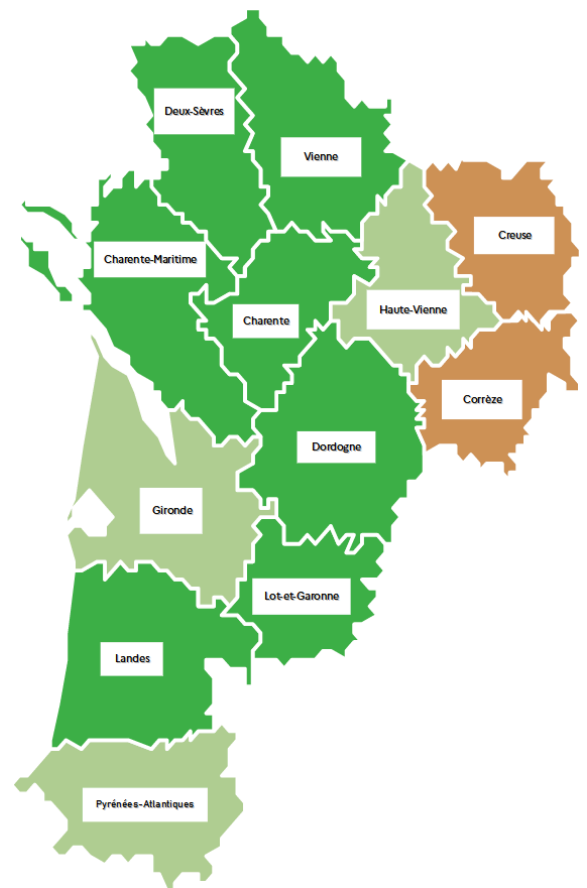 Deux-Sèvres
Vienne
Creuse
Charente-Maritime
Haute-Vienne
Charente
Corrèze
Dordogne
Gironde
Lot-et-Garonne
Landes
Pyrénées-Atlantiques